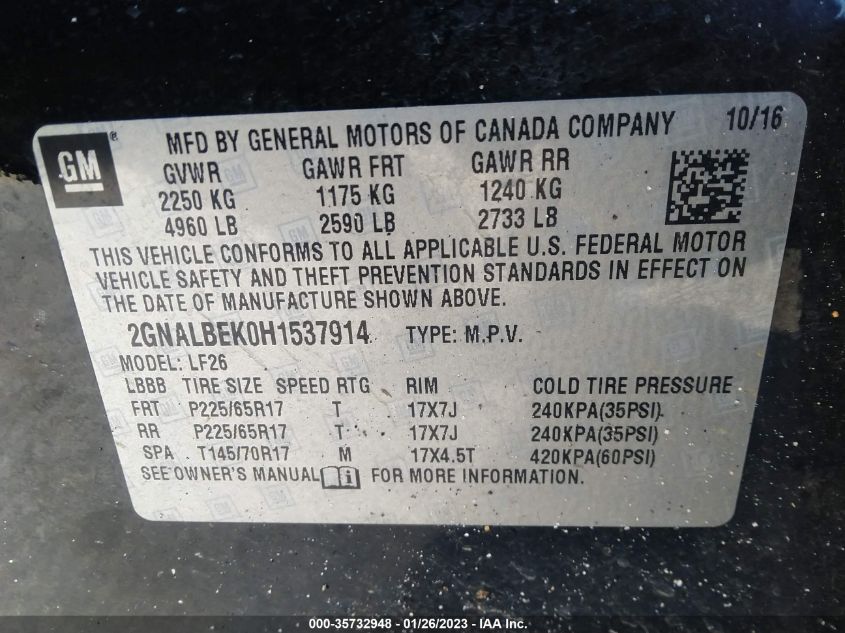 GM ® MFD BY GENERAL MOTORS OF CANADA COMPANY 10/16
GVWR GAWR FRT GAWR RR
2250 KG 1175 KG 1240 KG
4960 LB 2590 LB 2733 LB
THIS VEHICLE CONFORMS TO ALL APPLICABLE U.S. FEDERAL MOTOR
VEHICLE SAFETY AND THEFT PREVENTION STANDARDS IN EFFECT ON
THE DATE OF MANUFACTURE SHOWN ABOVE.
2GNALBEK0H1537914 TYPE: M.P.V.
MODEL: LF26
LBBB TIRE SIZE SPEED RTG RIM COLD TIRE PRESSURE
FRT P225/65R17 T 17X7J 240KPA(35PSI)
RR P225/65R17 T 17X7J 240KPA(35PSI)
SPA T145/70R17 M 17X4.5T 420KPA(60PSI)
SEE OWNER'S MANUAL i FOR MORE INFORMATION.
000-35732948 - 01/26/2023 - IAA Inc.